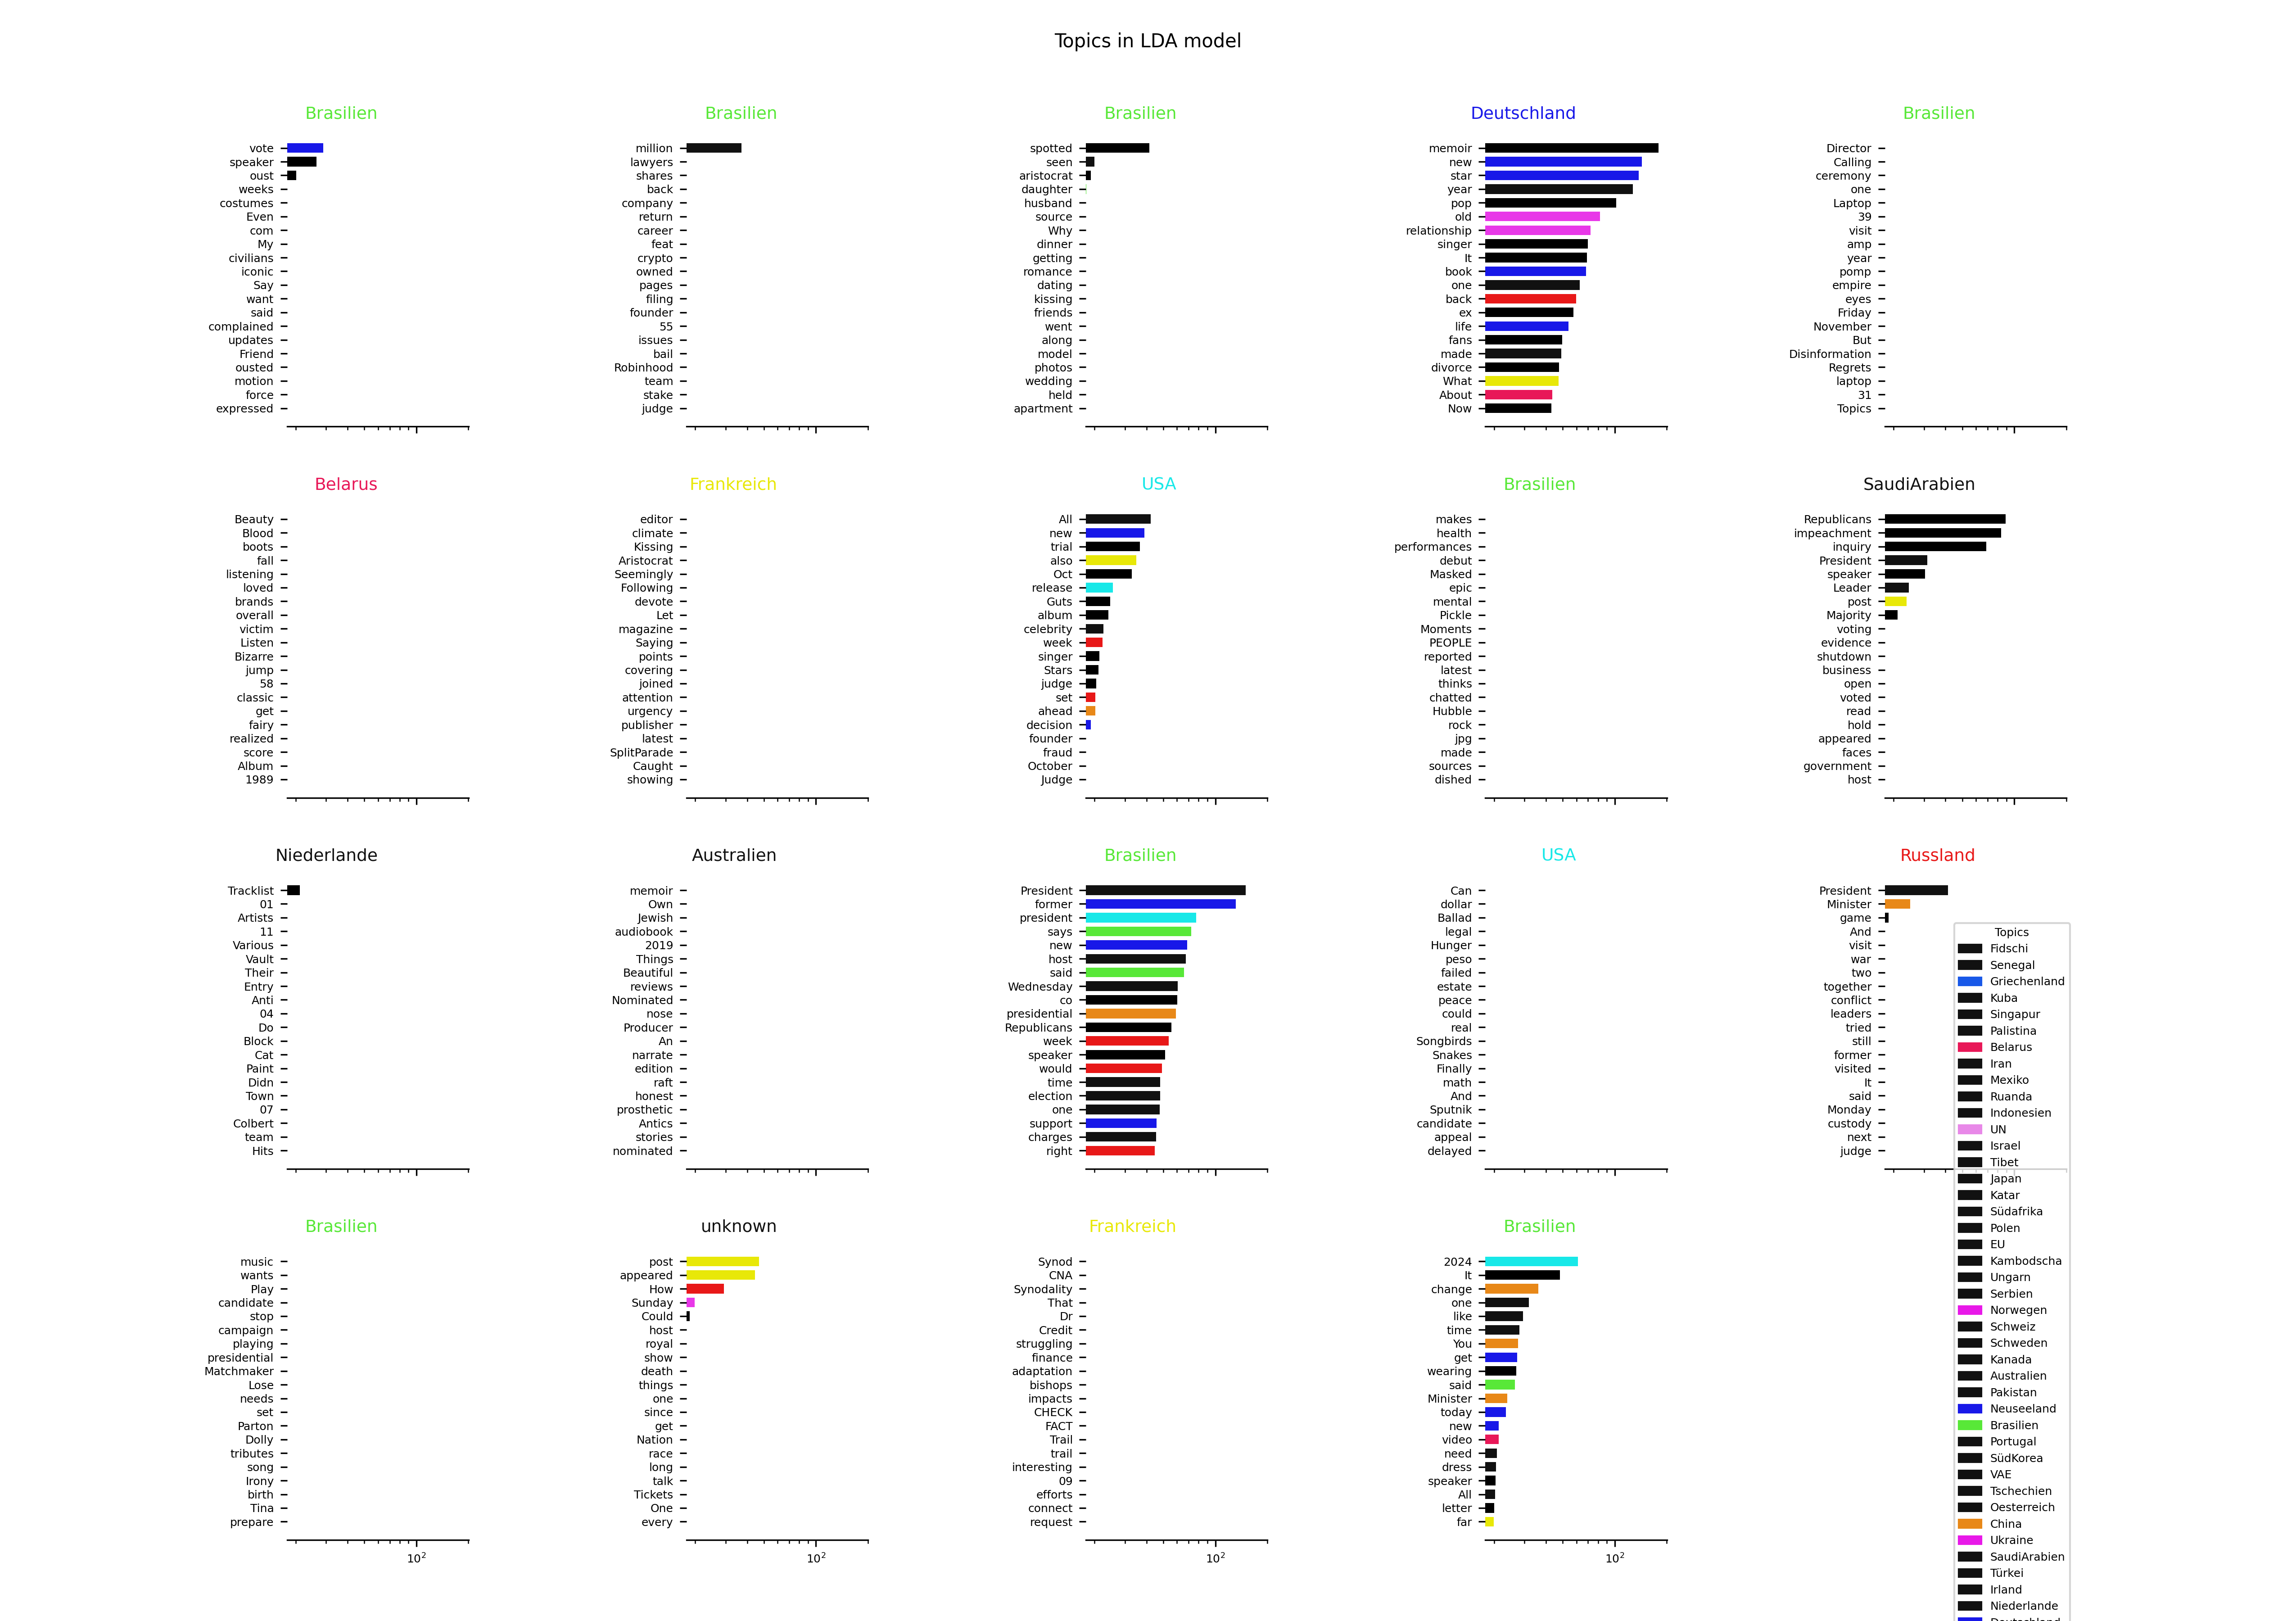 Topics in LDA model
Brasilien
vote
speaker
oust
weeks
costumes
Even
com
My
civilians
iconic
Say
want
said
complained
updates
Friend
ousted
motion
force
expressed
Brasilien
million
lawyers
shares
back
company
return
career
feat
crypto
owned
pages
filing
founder
55
issues
bail
Robinhood
team
stake
judge
Brasilien
spotted
seen
aristocrat
daughter
husband
source
Why
dinner
getting
romance
dating
kissing
friends
went
along
model
photos
wedding
held
apartment
Deutschland
memoir
new
star
year
pop
old
relationship
singer
It
book
one
back
ex
life
fans
made
divorce
What
About
Now
Brasilien
Director
Calling
ceremony
one
Laptop
39
visit
amp
year
pomp
empire
eyes
Friday
November
But
Disinformation
Regrets
laptop
31
Topics
Belarus
Beauty
Blood
boots
fall
listening
loved
brands
overall
victim
Listen
Bizarre
jump
58
classic
get
fairy
realized
score
Album
1989
Frankreich
editor
climate
Kissing
Aristocrat
Seemingly
Following
devote
Let
magazine
Saying
points
covering
joined
attention
urgency
publisher
latest
SplitParade
Caught
showing
USA
All
new
trial
also
Oct
release
Guts
album
celebrity
week
singer
Stars
judge
set
ahead
decision
founder
fraud
October
Judge
Brasilien
makes
health
performances
debut
Masked
epic
mental
Pickle
Moments
PEOPLE
reported
latest
thinks
chatted
Hubble
rock
jpg
made
sources
dished
SaudiArabien
Republicans
impeachment
inquiry
President
speaker
Leader
post
Majority
voting
evidence
shutdown
business
open
voted
read
hold
appeared
faces
government
host
Niederlande
Tracklist
01
Artists
11
Various
Vault
Their
Entry
Anti
04
Do
Block
Cat
Paint
Didn
Town
07
Colbert
team
Hits
Australien
memoir
Own
Jewish
audiobook
2019
Things
Beautiful
reviews
Nominated
nose
Producer
An
narrate
edition
raft
honest
prosthetic
Antics
stories
nominated
Brasilien
President
former
president
says
new
host
said
Wednesday
co
presidential
Republicans
week
speaker
would
time
election
one
support
charges
right
USA
Can
dollar
Ballad
legal
Hunger
peso
failed
estate
peace
could
real
Songbirds
Snakes
Finally
math
And
Sputnik
candidate
appeal
delayed
Russland
President
Minister
game
And
visit
war
two
together
conflict
leaders
tried
still
former
visited
It
said
Monday
custody
next
judge
Brasilien
music
wants
Play
candidate
stop
campaign
playing
presidential
Matchmaker
Lose
needs
set
Parton
Dolly
tributes
song
Irony
birth
Tina
prepare
10²
unknown
post
appeared
How
Sunday
Could
host
royal
show
death
things
one
since
get
Nation
race
long
talk
Tickets
One
every
10²
Frankreich
Synod
CNA
Synodality
That
Dr
Credit
struggling
finance
adaptation
bishops
impacts
CHECK
FACT
Trail
trail
interesting
09
efforts
connect
request
10²
Brasilien
2024
It
change
one
like
time
You
get
wearing
said
Minister
today
new
video
need
dress
speaker
All
letter
far
10²
Topics
Fidschi
Senegal
Griechenland
Kuba
Singapur
Palistina
Belarus
Iran
Mexiko
Ruanda
Indonesien
UN
Israel
Tibet
Japan
Katar
Südafrika
Polen
EU
Kambodscha
Ungarn
Serbien
Norwegen
Schweiz
Schweden
Kanada
Australien
Pakistan
Neuseeland
Brasilien
Portugal
SüdKorea
VAE
Tschechien
Oesterreich
China
Ukraine
SaudiArabien
Türkei
Irland
Niederlande